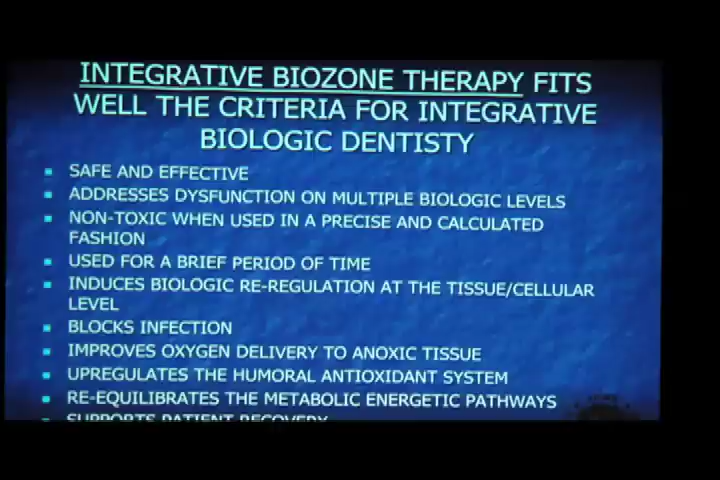 INTEGRATIVE BIOZONE THERAPY FITS
WELL THE CRITERIA FOR INTEGRATIVE
BIOLOGIC DENTISTY
SAFE AND EFFECTIVE
ADDRESSES DYSFUNCTION ON MULTIPLE BIOLOGIC LEVELS
NON-TOXIC WHEN USED IN A PRECISE AND CALCULATED
FASHION
USED FOR A BRIEF PERIOD OF TIME
INDUCES BIOLOGIC RE-REGULATION AT THE TISSUE/CELLULAR
LEVEL
BLOCKS INFECTION
IMPROVES OXYGEN DELIVERY TO ANOXIC TISSUE
UPREGULATES THE HUMORAL ANTIOXIDANT SYSTEM
RE-EQUILIBRATES THE METABOLIC ENERGETIC PATHWAYS
SUPPORTS PATIENT RECOVERY